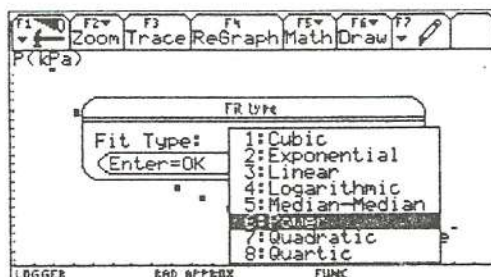 F1 F2 F3 F4 F5 F6 F7
Zoom Trace ReGraph Math Draw
P(kPa)
Fit type
Fit Type:
Enter=OK
1:Cubic
2:Exponential
3:Linear
4:Logarithmic
5:Median-Median
6:Power
7:Quadratic
8:Quartic
LOGGER RAD APPROX FUNC